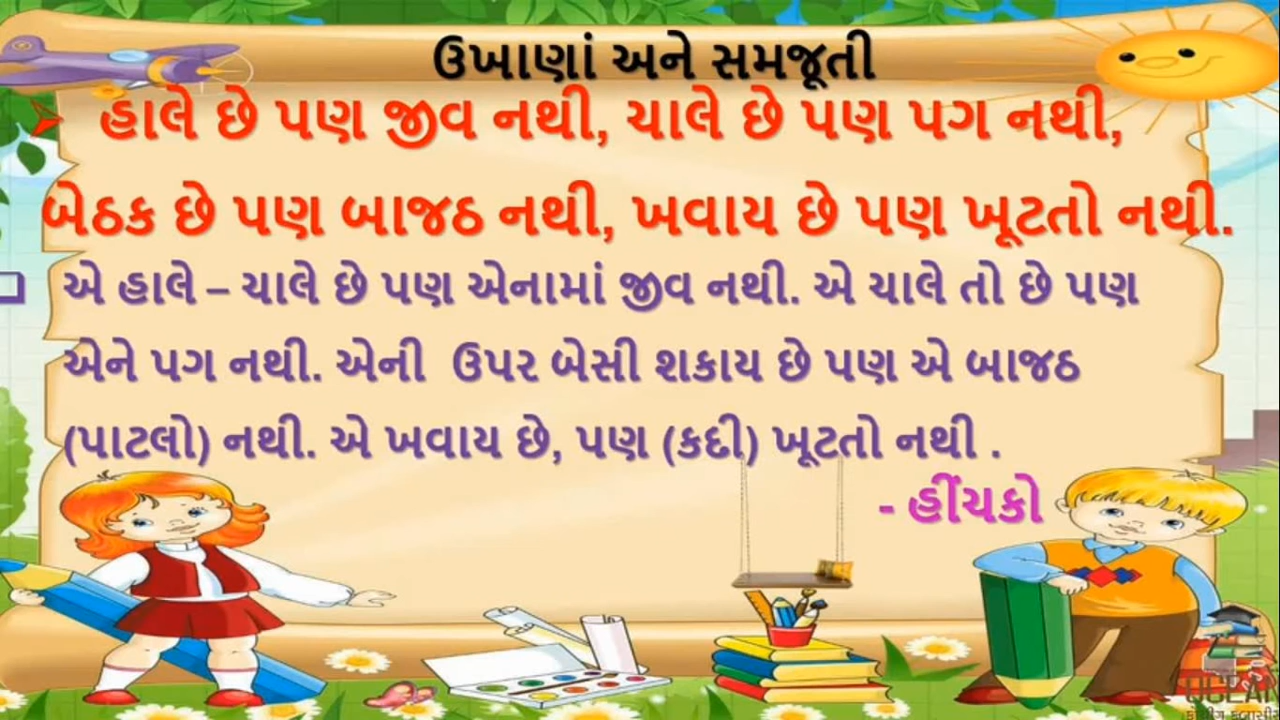 ઉખાણાં અને સમજૂતી
હાલે છે પણ જીવ નથી, ચાલે છે પણ પગ નથી,
બેઠક છે પણ બાજઠ નથી, ખવાય છે પણ ખૂટતો નથી.
એ હાલે – ચાલે છે પણ એનામાં જીવ નથી. એ ચાલે તો છે પણ
એને પગ નથી. એની ઉપર બેસી શકાય છે પણ એ બાજઠ
(પાટલો) નથી. એ ખવાય છે, પણ (કદી) ખૂટતો નથી .
- હીંચકો